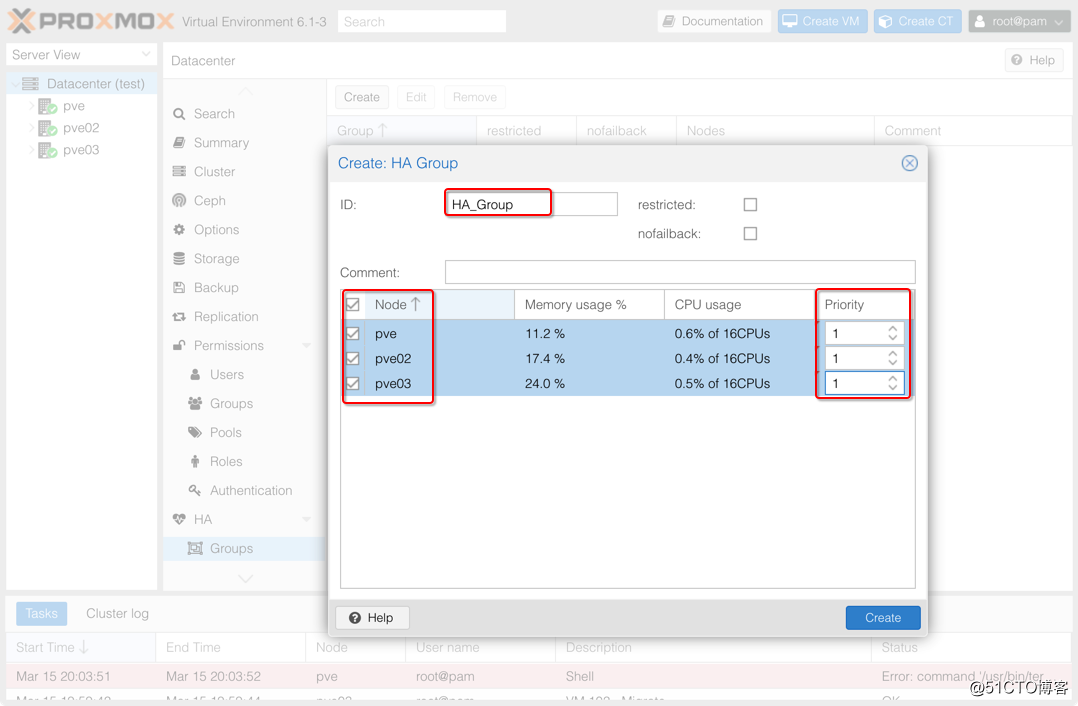 PROXMOX Virtual Environment 6.1-3 Search Documentation Create VM Create CT root@pam
Server View
Datacenter (test)
pve
pve02
pve03
Datacenter Help
Search
Summary
Cluster
Ceph
Options
Storage
Backup
Replication
Permissions
Users
Groups
Pools
Roles
Authentication
HA
Groups
Create Edit Remove
Group restricted nofailback Nodes Comment
Create: HA Group
ID: HA_Group restricted:
nofailback:
Comment:
Node Memory usage % CPU usage Priority
pve 11.2 % 0.6% of 16CPUs 1
pve02 17.4 % 0.4% of 16CPUs 1
pve03 24.0 % 0.5% of 16CPUs 1
Help Create
Tasks Cluster log
Start Time End Time Node User name Description Status
Mar 15 20:03:51 Mar 15 20:03:52 pve root@pam Shell Error: command '/usr/bin/ter...
@51CTO博客